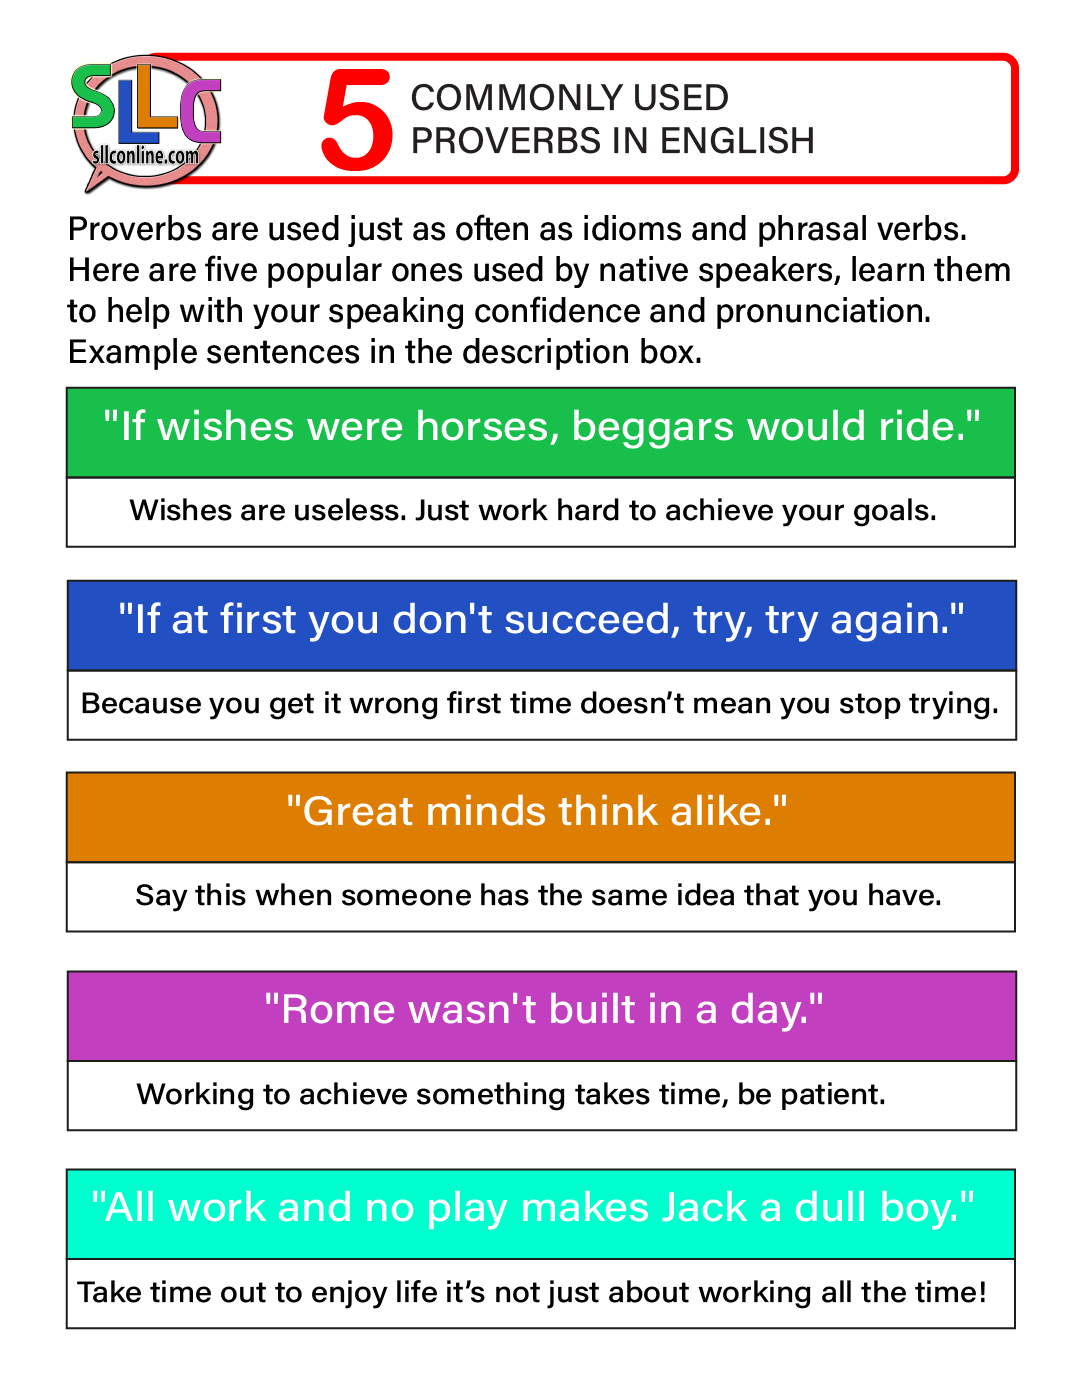 SLLC
sllconline.com
5
COMMONLY USED
PROVERBS IN ENGLISH
Proverbs are used just as often as idioms and phrasal verbs.
Here are five popular ones used by native speakers, learn them
to help with your speaking confidence and pronunciation.
Example sentences in the description box.
"If wishes were horses, beggars would ride."
Wishes are useless. Just work hard to achieve your goals.
"If at first you don't succeed, try, try again."
Because you get it wrong first time doesn’t mean you stop trying.
"Great minds think alike."
Say this when someone has the same idea that you have.
"Rome wasn't built in a day."
Working to achieve something takes time, be patient.
"All work and no play makes Jack a dull boy."
Take time out to enjoy life it’s not just about working all the time!